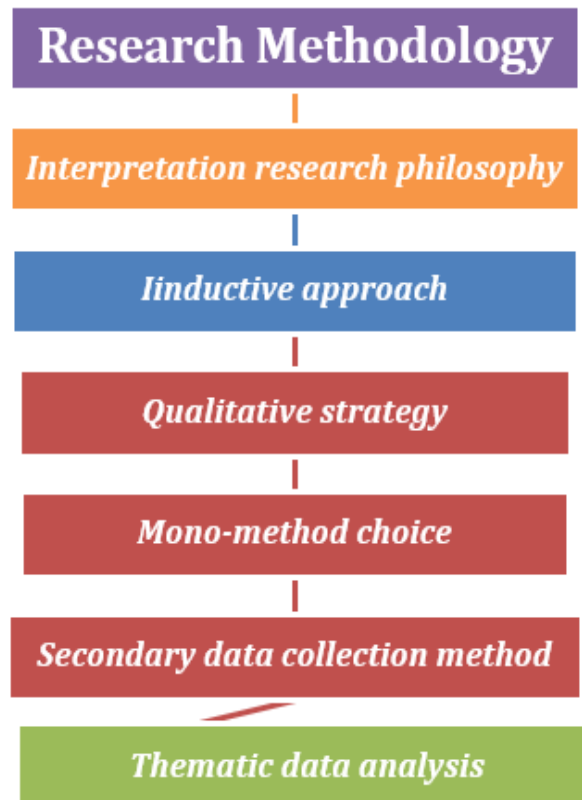 Research Methodology
Interpretation research philosophy
Iinductive approach
Qualitative strategy
Mono-method choice
Secondary data collection method
Thematic data analysis